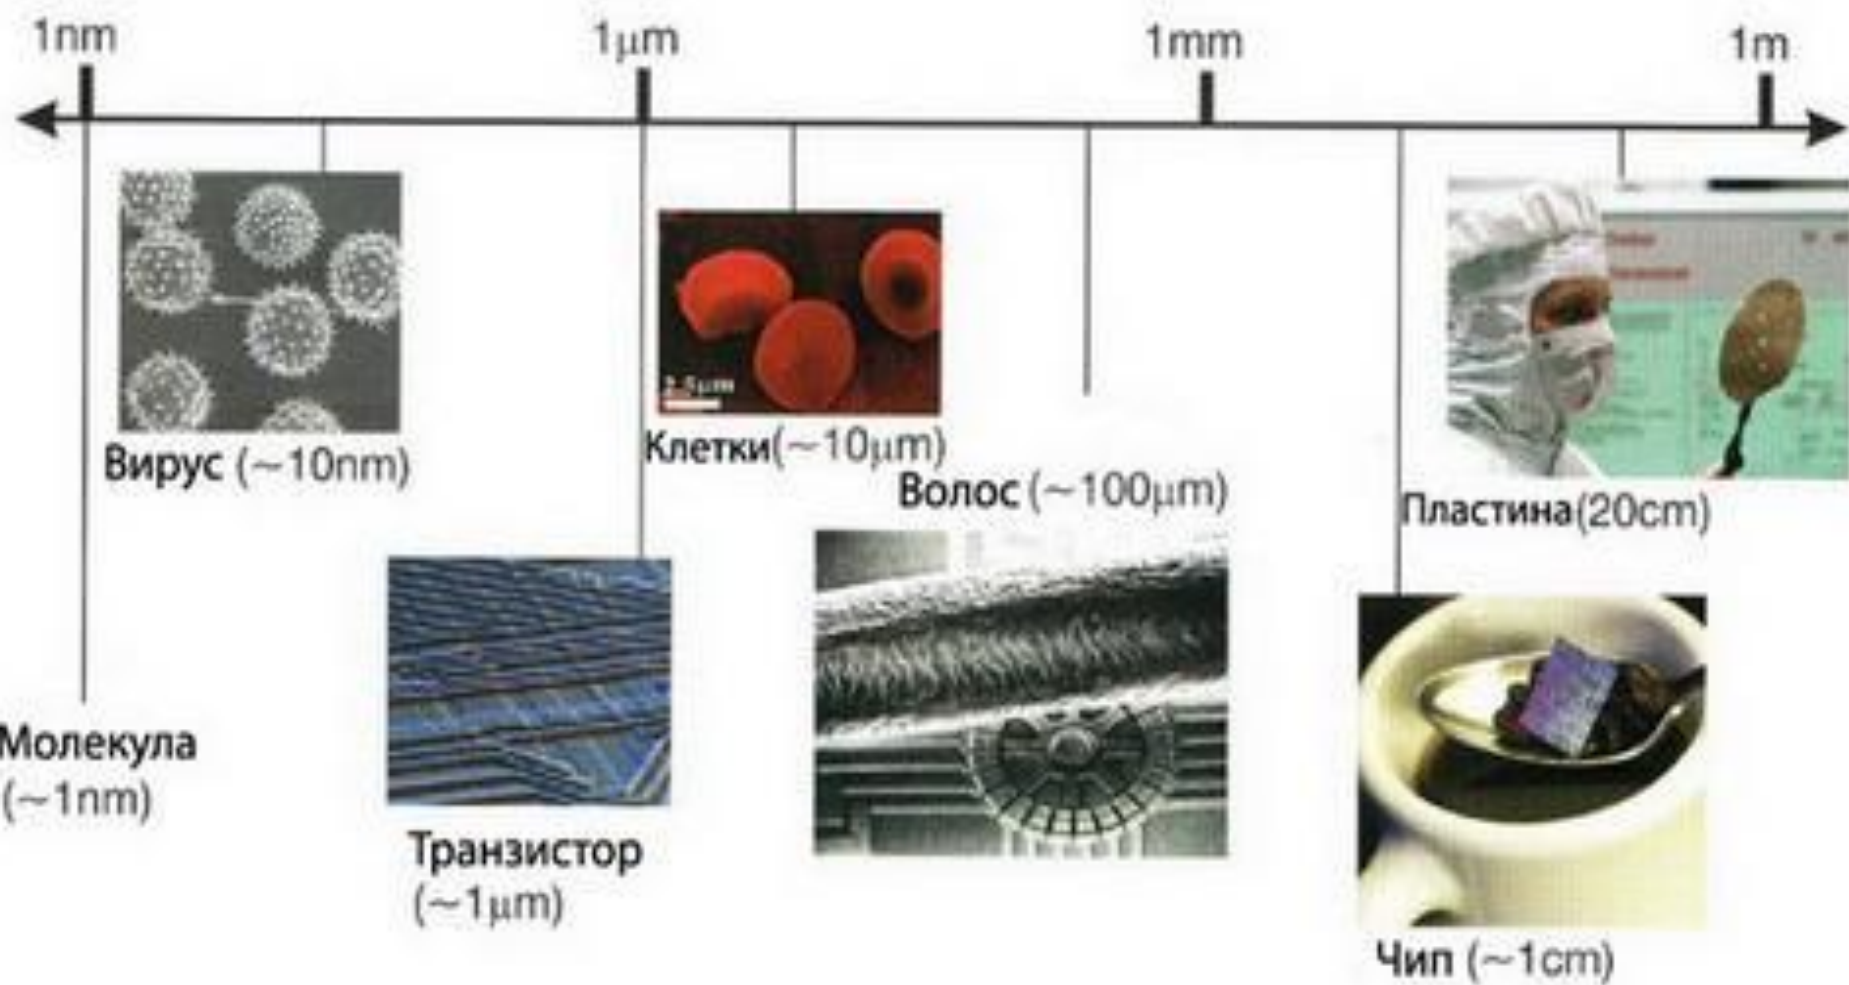 1nm
1μm
1mm
1m
Вирус (~10nm)
Клетки(~10μm)
Волос (~100μm)
Пластина(20cm)
Молекула
(~1nm)
Транзистор
(~1μm)
Чип (~1cm)